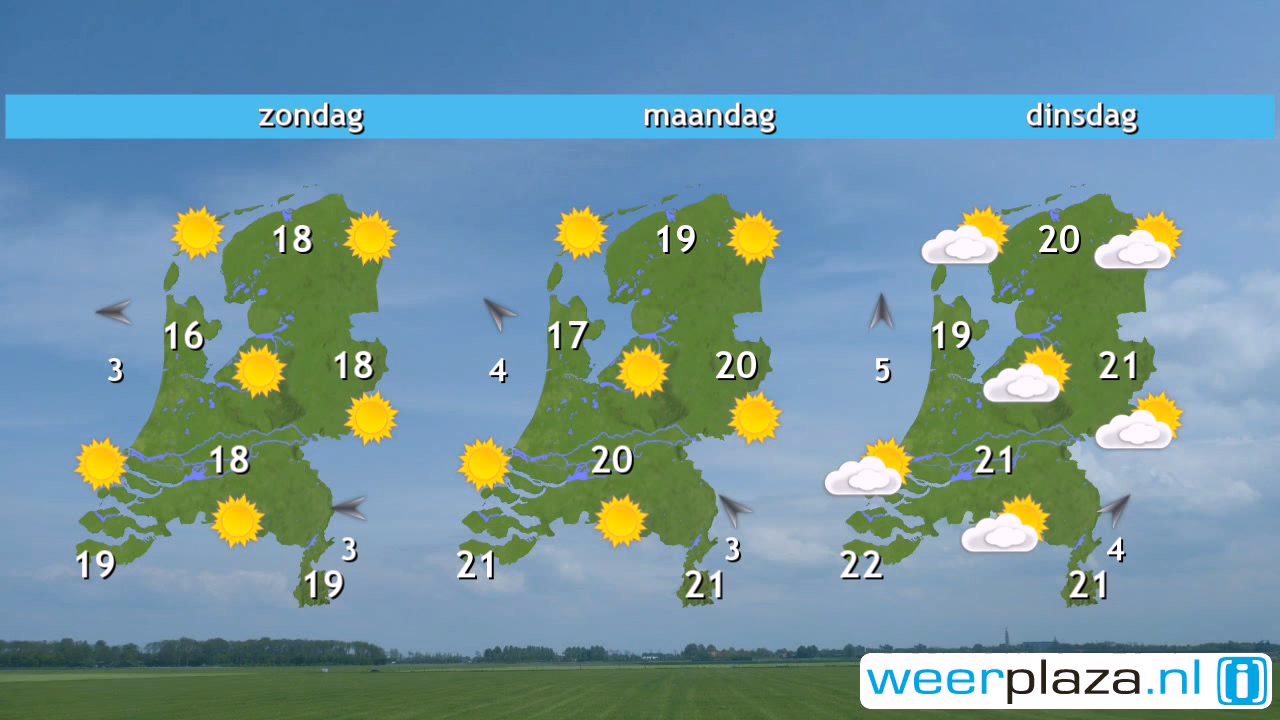 zondag maandag dinsdag
18 19 20
16 17 19
3 18 4 20 5 21
18 20 21
3 3 4
19 21 22
19 21 21
weerplaza.nl i